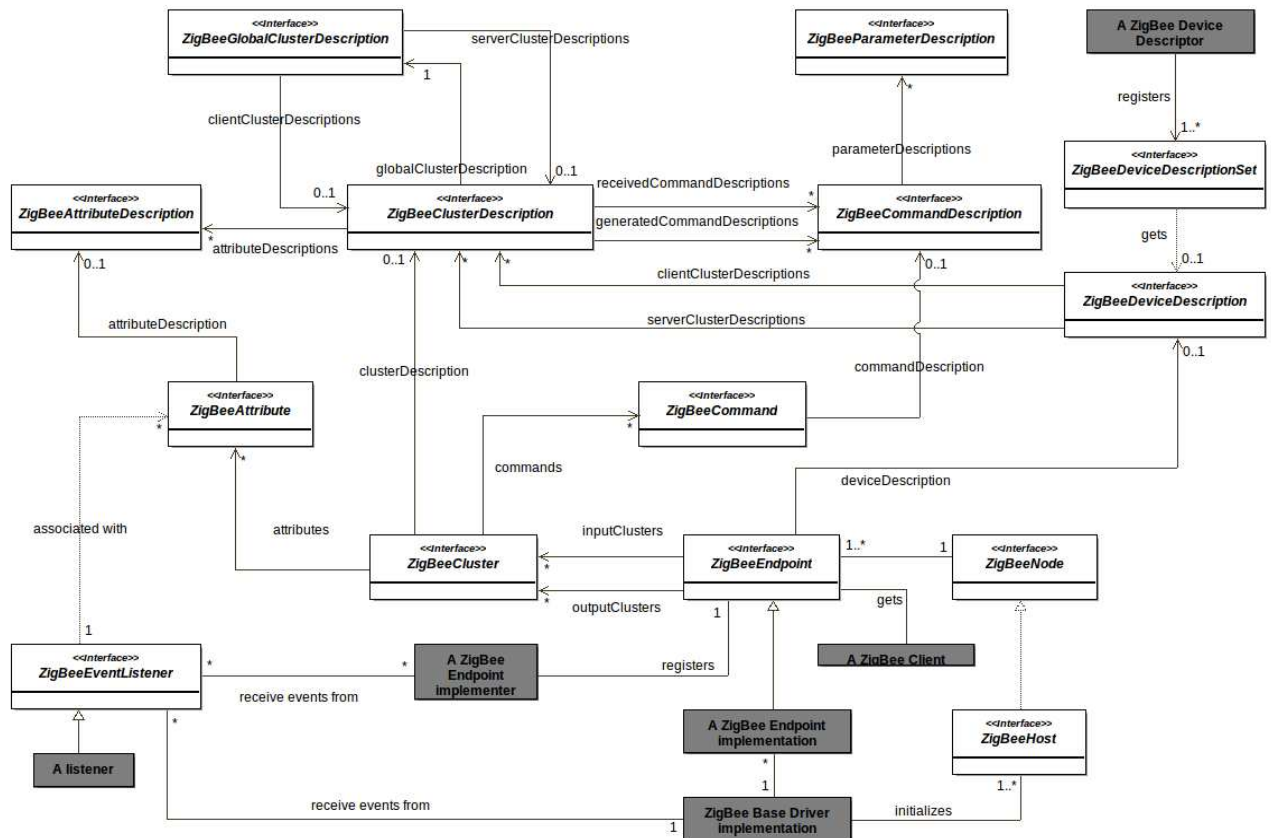 <<Interface>>
ZigBeeGlobalClusterDescription
serverClusterDescriptions
1
clientClusterDescriptions
globalClusterDescription
0..1
0..1
<<Interface>>
ZigBeeParameterDescription
*
parameterDescriptions
A ZigBee Device
Descriptor
registers
1..*
<<Interface>>
ZigBeeDeviceDescriptionSet
gets
0..1
<<Interface>>
ZigBeeAttributeDescription
*
attributeDescriptions
0..1
<<Interface>>
ZigBeeClusterDescription
receivedCommandDescriptions
*
generatedCommandDescriptions
*
<<Interface>>
ZigBeeCommandDescription
0..1
*
*
clientClusterDescriptions
0..1
<<Interface>>
ZigBeeDeviceDescription
serverClusterDescriptions
0..1
attributeDescription
clusterDescription
commandDescription
<<Interface>>
ZigBeeAttribute
*
*
<<Interface>>
ZigBeeCommand
*
commands
deviceDescription
associated with
attributes
inputClusters
<<Interface>>
ZigBeeCluster
*
*
outputClusters
<<Interface>>
ZigBeeEndpoint
1..*
1
<<Interface>>
ZigBeeNode
gets
1
A ZigBee Client
1
<<Interface>>
ZigBeeEventListener
*
*
receive events from
A ZigBee
Endpoint
implementer
registers
*
A listener
A ZigBee Endpoint
implementation
*
1
<<Interface>>
ZigBeeHost
1..*
receive events from
1
ZigBee Base Driver
implementation
initializes